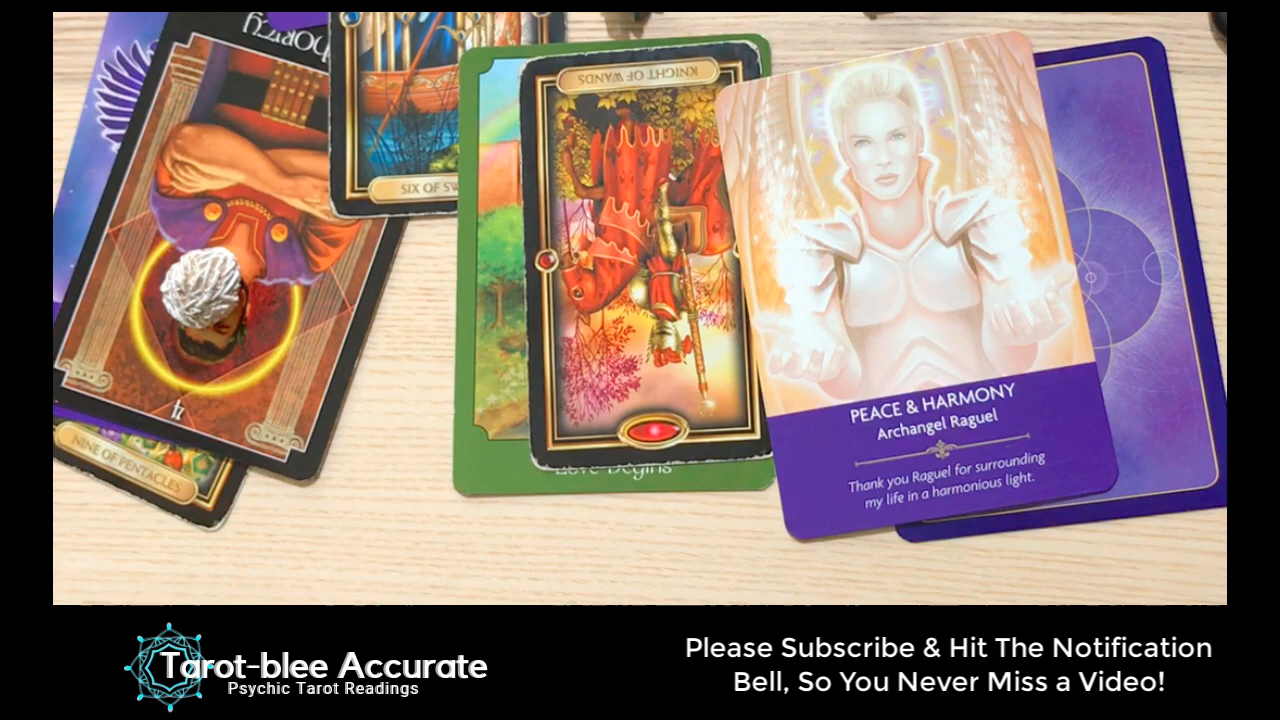 SIX OF SW
KNIGHT OF WANDS
NINE OF PENTACLES
PEACE & HARMONY
Archangel Raguel
Thank you Raguel for surrounding
my life in a harmonious light.
Love begins
Tarot-blee Accurate
Psychic Tarot Readings
Please Subscribe & Hit The Notification
Bell, So You Never Miss a Video!